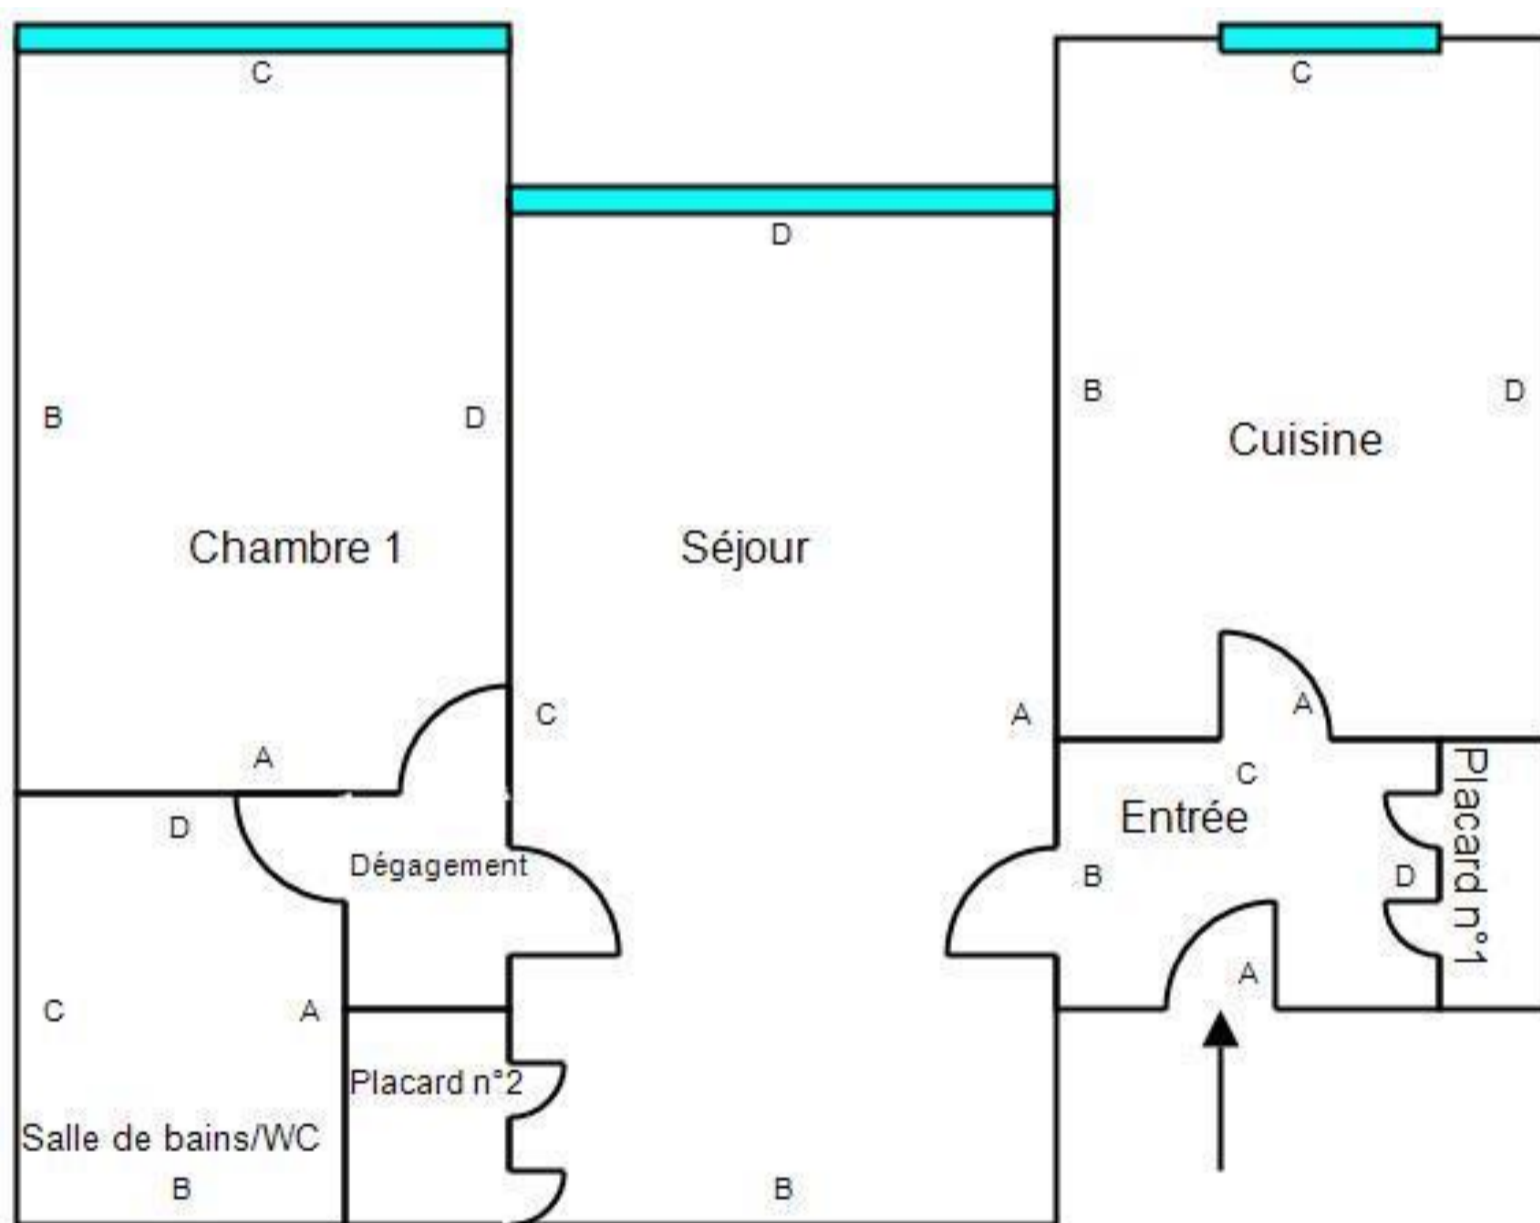 C
C
D
B
D
B
D
Cuisine
Chambre 1
Séjour
A
C
A
A
C
Placard n°1
D
Entrée
Dégagement
B
D
A
C
A
Placard n°2
Salle de bains/WC
B
B